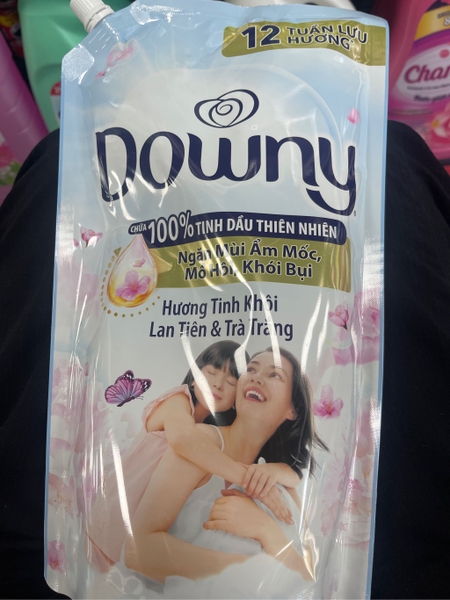 12 TUẦN LƯU
HƯƠNG
Downy
CHỨA 100% TINH DẦU THIÊN NHIÊN
Ngăn Mùi Ẩm Mốc,
Mồ Hôi, Khói Bụi
Hương Tinh Khôi
Lan Tiên & Trà Trắng